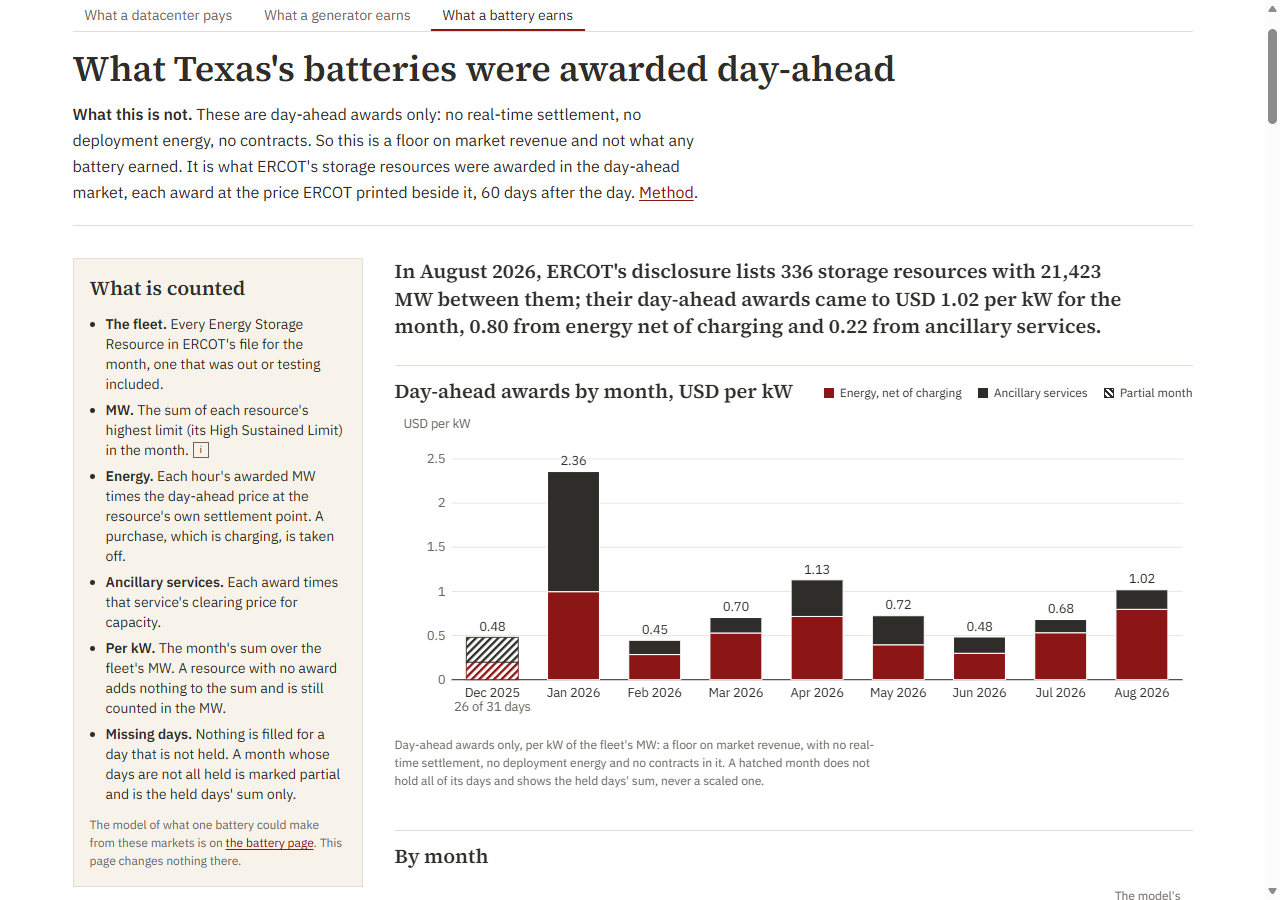 What a datacenter pays
What a generator earns
What a battery earns
What Texas's batteries were awarded day-ahead
What this is not. These are day-ahead awards only: no real-time settlement, no
deployment energy, no contracts. So this is a floor on market revenue and not what any
battery earned. It is what ERCOT's storage resources were awarded in the day-ahead
market, each award at the price ERCOT printed beside it, 60 days after the day. Method.
What is counted
• The fleet. Every Energy Storage
Resource in ERCOT's file for the
month, one that was out or testing
included.
• MW. The sum of each resource's
highest limit (its High Sustained Limit)
in the month. i
• Energy. Each hour's awarded MW
times the day-ahead price at the
resource's own settlement point. A
purchase, which is charging, is taken
off.
• Ancillary services. Each award times
that service's clearing price for
capacity.
• Per kW. The month's sum over the
fleet's MW. A resource with no award
adds nothing to the sum and is still
counted in the MW.
• Missing days. Nothing is filled for a
day that is not held. A month whose
days are not all held is marked partial
and is the held days' sum only.
The model of what one battery could make
from these markets is on the battery page. This
page changes nothing there.
In August 2026, ERCOT's disclosure lists 336 storage resources with 21,423
MW between them; their day-ahead awards came to USD 1.02 per kW for the
month, 0.80 from energy net of charging and 0.22 from ancillary services.
Day-ahead awards by month, USD per kW
Energy, net of charging
Ancillary services
Partial month
USD per kW
2.5
2
1.5
1
0.5
0
0.48
2.36
0.45
0.70
1.13
0.72
0.48
0.68
1.02
Dec 2025
26 of 31 days
Jan 2026
Feb 2026
Mar 2026
Apr 2026
May 2026
Jun 2026
Jul 2026
Aug 2026
Day-ahead awards only, per kW of the fleet's MW: a floor on market revenue, with no real-
time settlement, no deployment energy and no contracts in it. A hatched month does not
hold all of its days and shows the held days' sum, never a scaled one.
By month
The model's